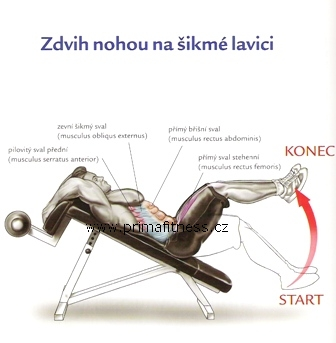 Zdvih nohou na šikmé lavici
zevní šikmý sval
(musculus obliqus externus)
přímý břišní sval
(musculus rectus abdominis)
pilovitý sval přední
(musculus serratus anterior)
přímý sval stehenní
(musculus rectus femoris)
KONEC
www.primafitness.cz
START